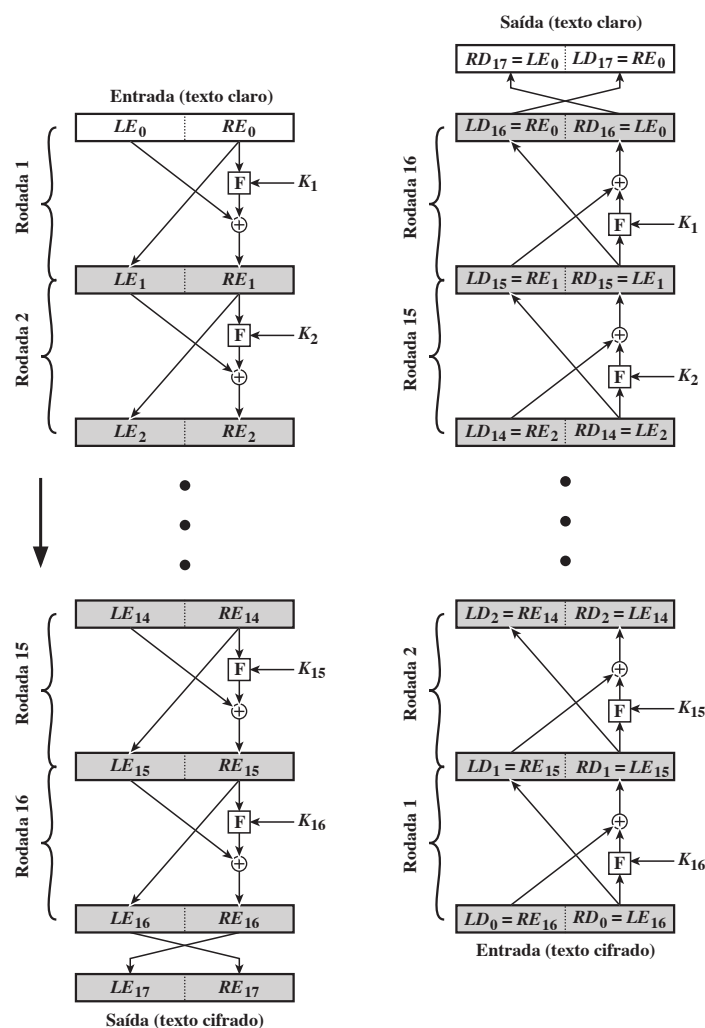 Entrada (texto claro)
LE0 RE0
Rodada 1
F K1
+
LE1 RE1
Rodada 2
F K2
+
LE2 RE2
LE14 RE14
Rodada 15
F K15
+
LE15 RE15
Rodada 16
F K16
+
LE16 RE16
LE17 RE17
Saída (texto cifrado)
Saída (texto claro)
RD17 = LE0 LD17 = RE0
LD16 = RE0 RD16 = LE0
Rodada 16
+
F K1
LD15 = RE1 RD15 = LE1
Rodada 15
+
F K2
LD14 = RE2 RD14 = LE2
LD2 = RE14 RD2 = LE14
Rodada 2
+
F K15
LD1 = RE15 RD1 = LE15
Rodada 1
+
F K16
LD0 = RE16 RD0 = LE16
Entrada (texto cifrado)